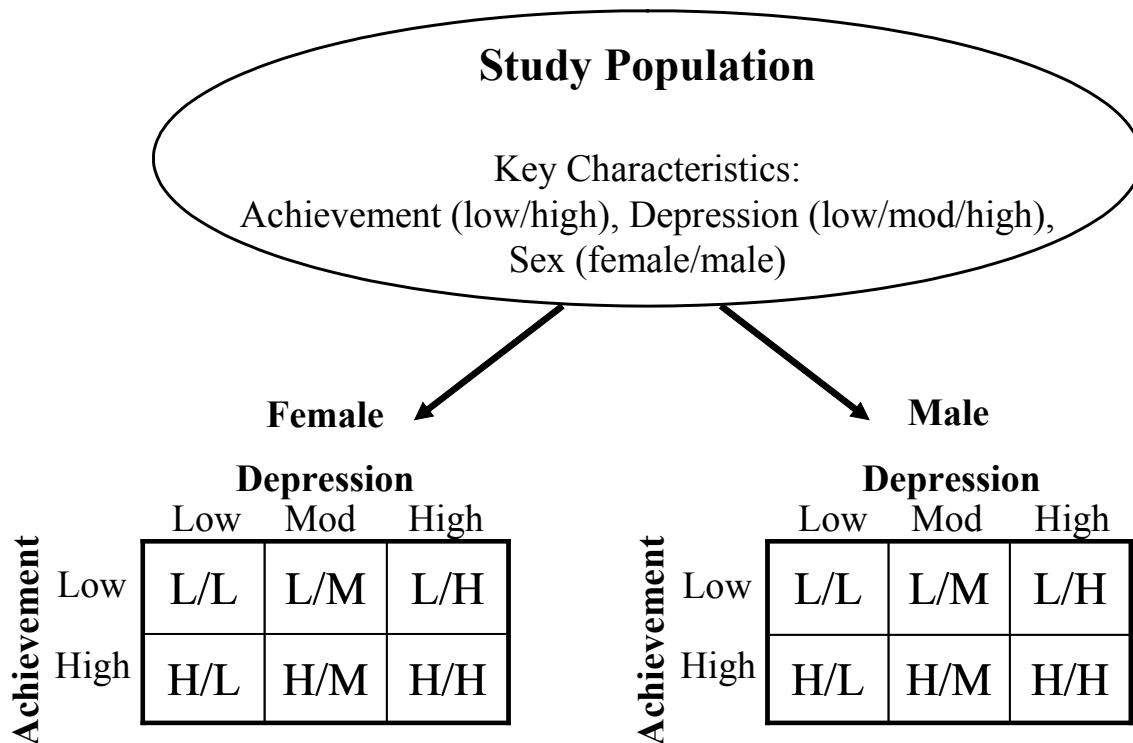 Study Population
Key Characteristics:
Achievement (low/high), Depression (low/mod/high),
Sex (female/male)
Female
Depression
Low Mod High
Achievement
Low L/L L/M L/H
High H/L H/M H/H
Male
Depression
Low Mod High
Achievement
Low L/L L/M L/H
High H/L H/M H/H